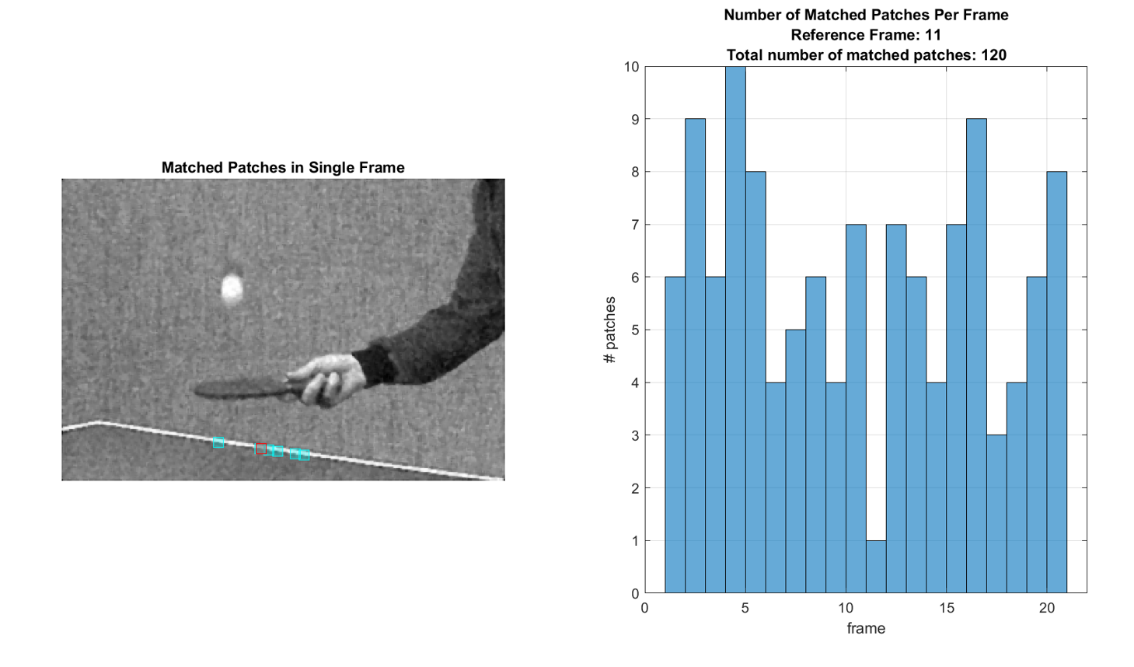 Matched Patches in Single Frame
Number of Matched Patches Per Frame
Reference Frame: 11
Total number of matched patches: 120
10
9
8
7
6
5
4
3
2
1
0
# patches
0 5 10 15 20
frame